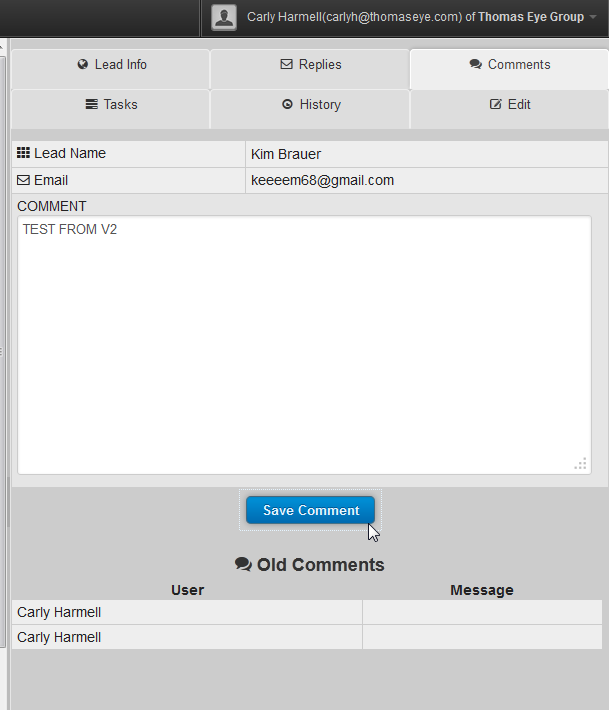 Carly Harmell(carlyh@thomaseye.com) of Thomas Eye Group
Lead Info Replies Comments
Tasks History Edit
Lead Name Kim Brauer
Email keeeem68@gmail.com
COMMENT
TEST FROM V2
Save Comment
Old Comments
User Message
Carly Harmell
Carly Harmell